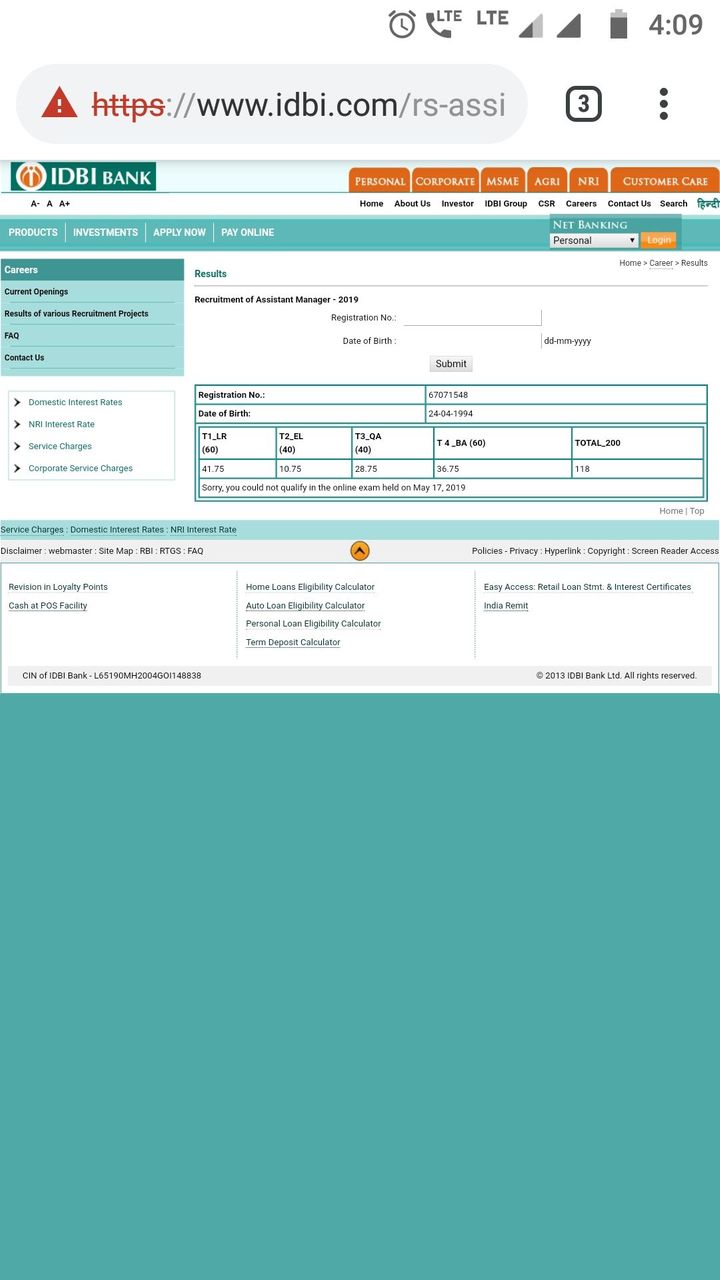 LTE LTE 4:09
https://www.idbi.com/rs-assi 3
IDBI BANK
PERSONAL CORPORATE MSME AGRI NRI CUSTOMER CARE
A- A A+ Home About Us Investor IDBI Group CSR Careers Contact Us Search हिन्दी
PRODUCTS INVESTMENTS APPLY NOW PAY ONLINE
NET BANKING
Personal Login
Home > Career > Results
Careers
Current Openings
Results of various Recruitment Projects
FAQ
Contact Us
Domestic Interest Rates
NRI Interest Rate
Service Charges
Corporate Service Charges
Results
Recruitment of Assistant Manager - 2019
Registration No.:
Date of Birth : dd-mm-yyyy
Submit
Registration No.: 67071548
Date of Birth: 24-04-1994
T1_LR (60) T2_EL (40) T3_QA (40) T 4 _BA (60) TOTAL_200
41.75 10.75 28.75 36.75 118
Sorry, you could not qualify in the online exam held on May 17, 2019
Home | Top
Service Charges : Domestic Interest Rates : NRI Interest Rate
Disclaimer : webmaster : Site Map : RBI : RTGS : FAQ Policies - Privacy : Hyperlink : Copyright : Screen Reader Access
Revision in Loyalty Points
Cash at POS Facility
Home Loans Eligibility Calculator
Auto Loan Eligibility Calculator
Personal Loan Eligibility Calculator
Term Deposit Calculator
Easy Access: Retail Loan Stmt. & Interest Certificates
India Remit
CIN of IDBI Bank - L65190MH2004GOI148838 © 2013 IDBI Bank Ltd. All rights reserved.